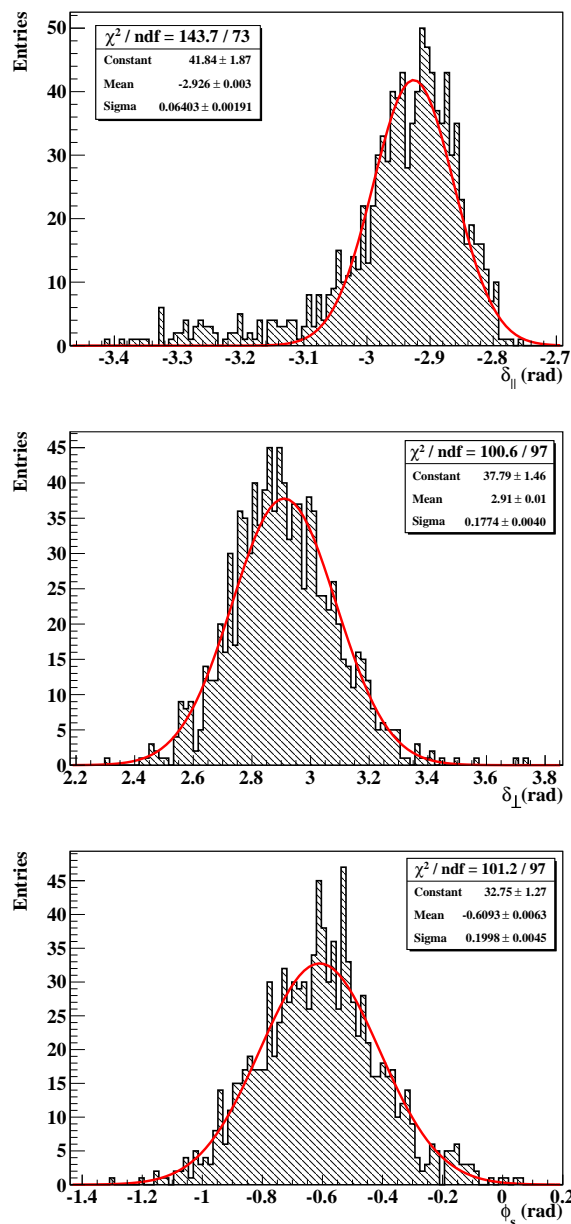 Entries
χ² / ndf = 143.7 / 73
Constant 41.84 ± 1.87
Mean -2.926 ± 0.003
Sigma 0.06403 ± 0.00191
50
40
30
20
10
0
-3.4 -3.3 -3.2 -3.1 -3 -2.9 -2.8 -2.7
δ|| (rad)
Entries
χ² / ndf = 100.6 / 97
Constant 37.79 ± 1.46
Mean 2.91 ± 0.01
Sigma 0.1774 ± 0.0040
45
40
35
30
25
20
15
10
5
0
2.2 2.4 2.6 2.8 3 3.2 3.4 3.6 3.8
δ⊥(rad)
Entries
χ² / ndf = 101.2 / 97
Constant 32.75 ± 1.27
Mean -0.6093 ± 0.0063
Sigma 0.1998 ± 0.0045
45
40
35
30
25
20
15
10
5
0
-1.4 -1.2 -1 -0.8 -0.6 -0.4 -0.2 0 0.2
ϕs (rad)